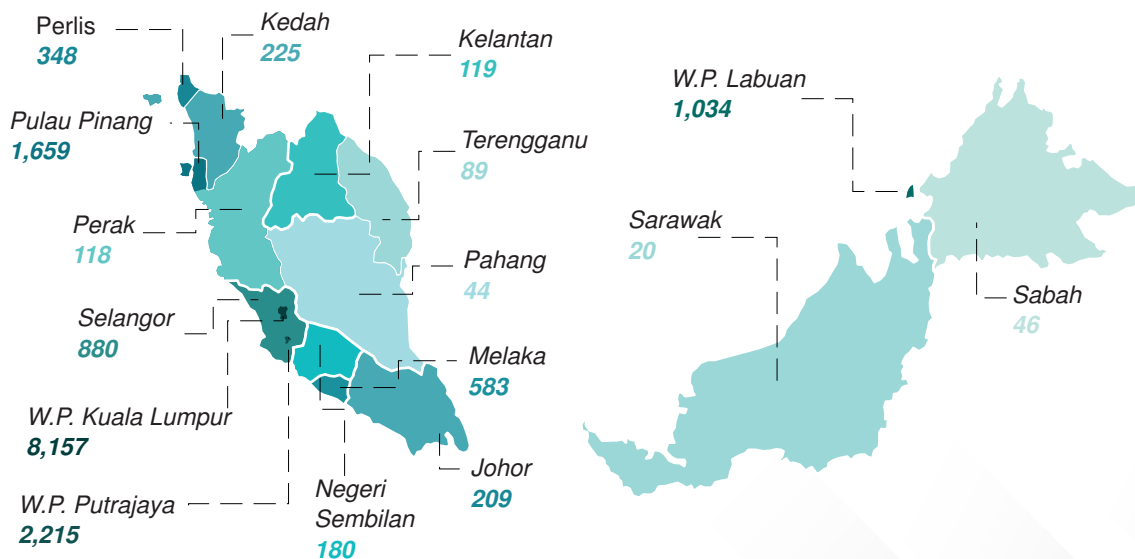 Perlis
348
Kedah
225
Kelantan
119
Pulau Pinang
1,659
Terengganu
89
Perak
118
Pahang
44
Selangor
880
Melaka
583
W.P. Kuala Lumpur
8,157
Johor
209
W.P. Putrajaya
2,215
Negeri
Sembilan
180
W.P. Labuan
1,034
Sarawak
20
Sabah
46